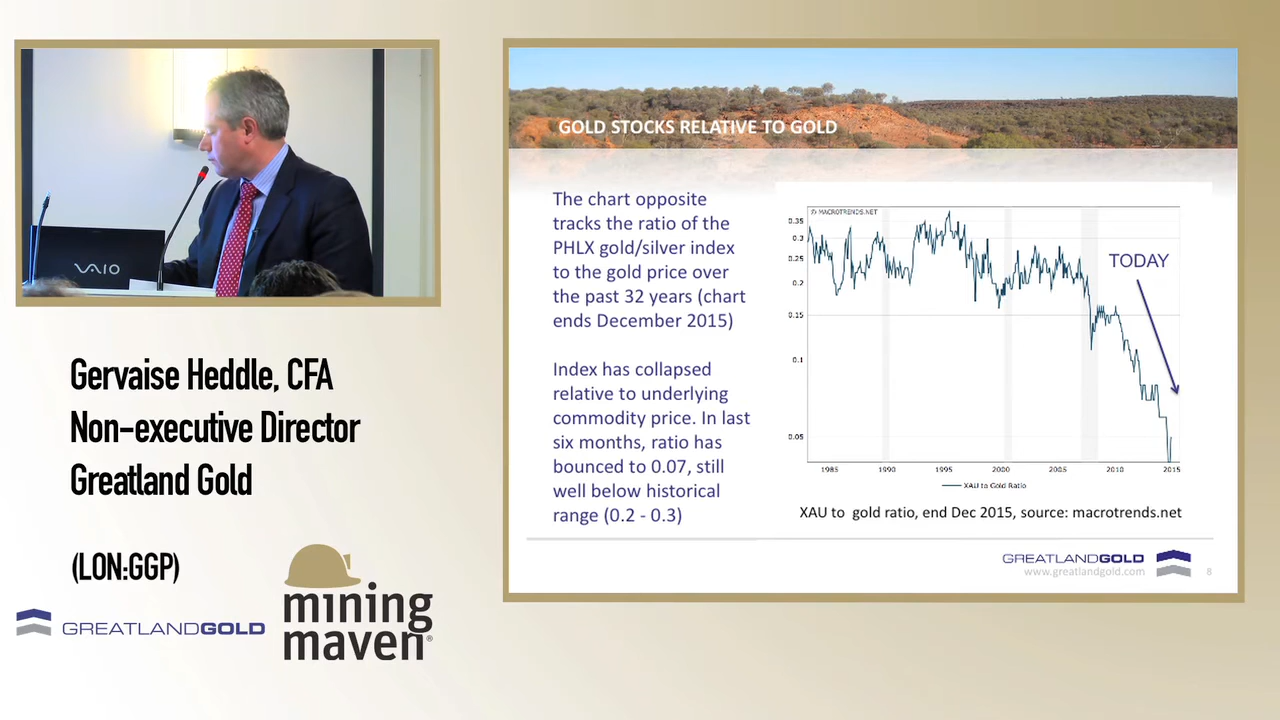 VAIO
Gervaise Heddle, CFA
Non-executive Director
Greatland Gold
(LON:GGP)
GREATLANDGOLD
mining
maven®
GOLD STOCKS RELATIVE TO GOLD
The chart opposite
tracks the ratio of the
PHLX gold/silver index
to the gold price over
the past 32 years (chart
ends December 2015)
Index has collapsed
relative to underlying
commodity price. In last
six months, ratio has
bounced to 0.07, still
well below historical
range (0.2 - 0.3)
MACROTRENDS.NET
0.35
0.3
0.25
0.2
0.15
0.1
0.05
TODAY
1985 1990 1995 2000 2005 2010 2015
XAU to Gold Ratio
XAU to gold ratio, end Dec 2015, source: macrotrends.net
GREATLANDGOLD
www.greatlandgold.com
8